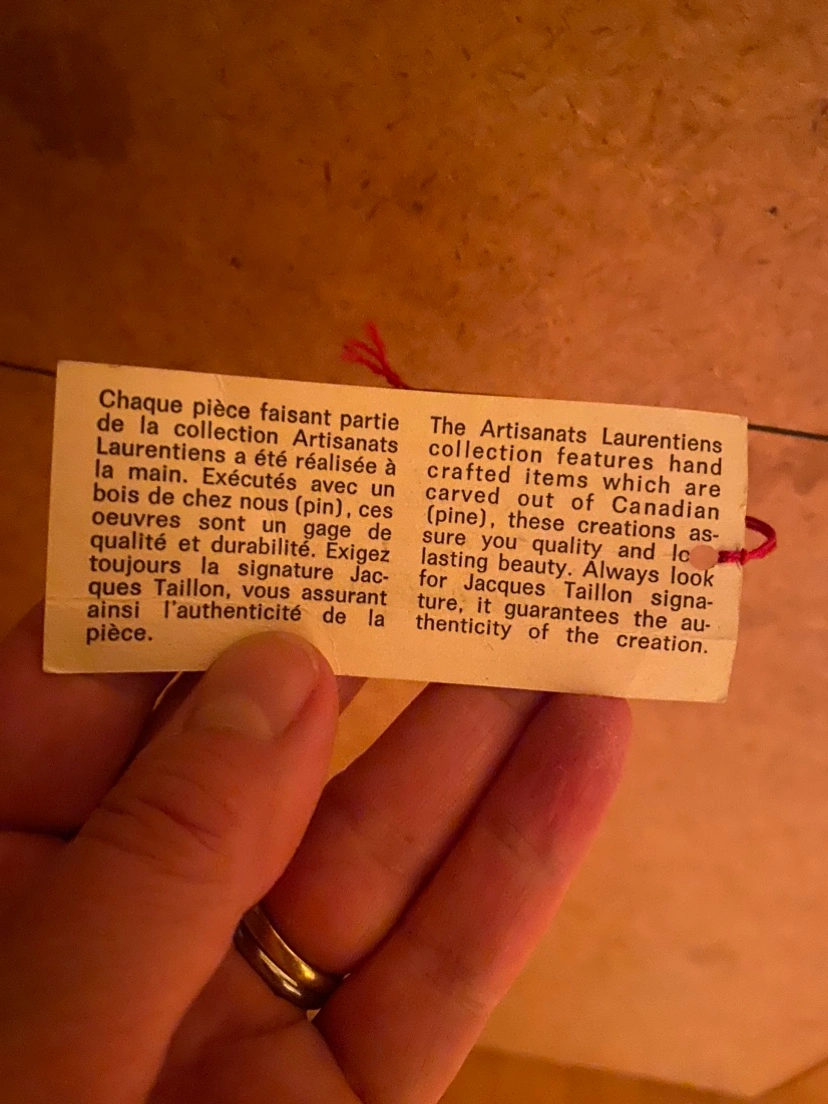 Chaque pièce faisant partie
de la collection Artisanats
Laurentiens a été réalisée à
la main. Exécutés avec un
bois de chez nous (pin), ces
oeuvres sont un gage de
qualité et durabilité. Exigez
toujours la signature Jac-
ques Taillon, vous assurant
ainsi l'authenticité de la
pièce.
The Artisanats Laurentiens
collection features hand
crafted items which are
carved out of Canadian
(pine), these creations as-
sure you quality and
lasting beauty. Always look
for Jacques Taillon signa-
ture, it guarantees the au-
thenticity of the creation.